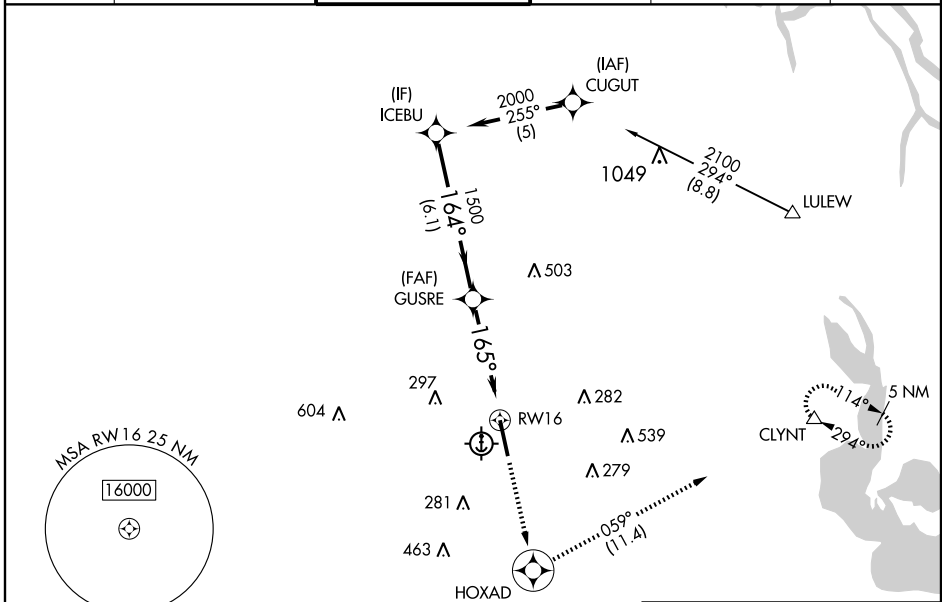 (IAF)
CUGUT
(IF)
ICEBU
2000
255°
(5)
2100
294°
(8.8)
1049
LULEW
1500
164°
(6.1)
503
(FAF)
GUSRE
165°
297
282
604
RW16
539
279
5 NM
114°
294°
CLYNT
MSA RW16 25 NM
16000
281
463
059°
(11.4)
HOXAD